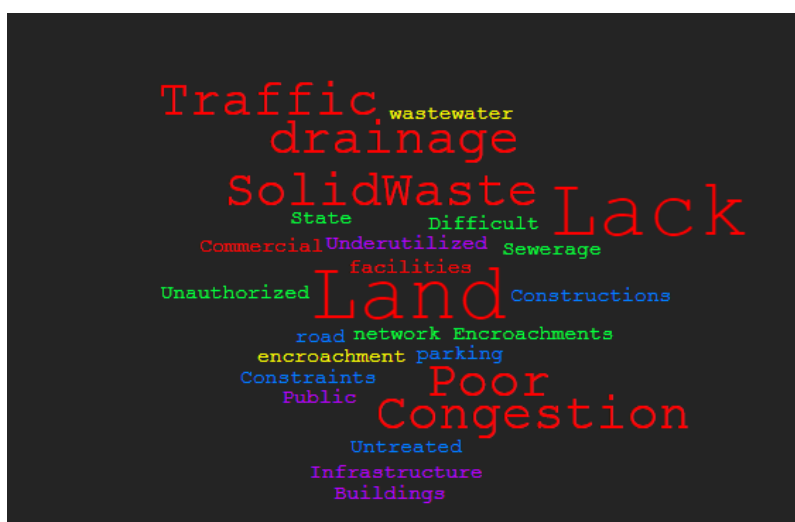 Traffic wastewater
drainage
SolidWaste Lack
State Difficult
Commercial Underutilized Sewerage
facilities
Unauthorized Land Constructions
road network Encroachments
encroachment parking
Constraints Poor
Public
Congestion
Untreated
Infrastructure
Buildings